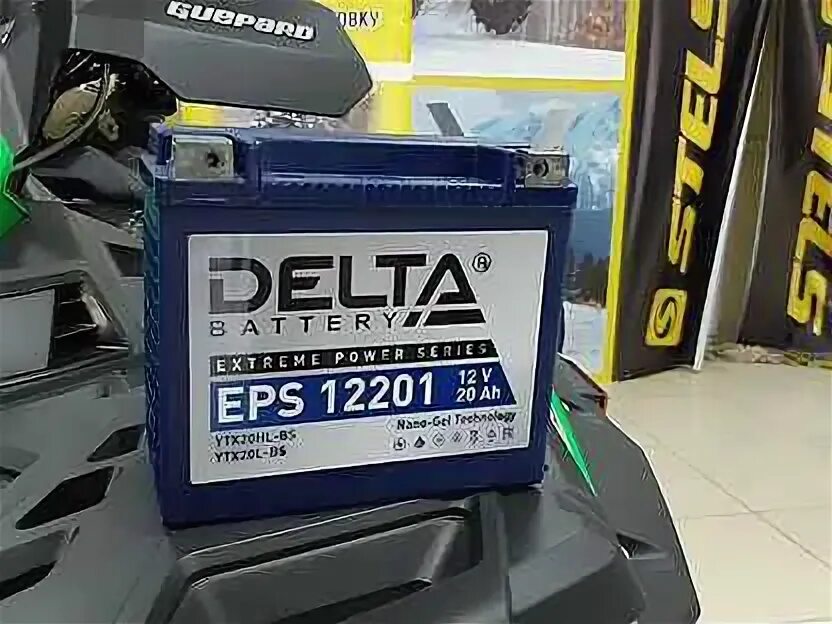 GUEPARD
ОВКУ
STELS
STELS
DELTA®
BATTERY
EXTREME POWER SERIES
EPS 12201
12 V
20 Ah
Nano-Gel Technology
YTX20HL-BS
YTX20L-BS